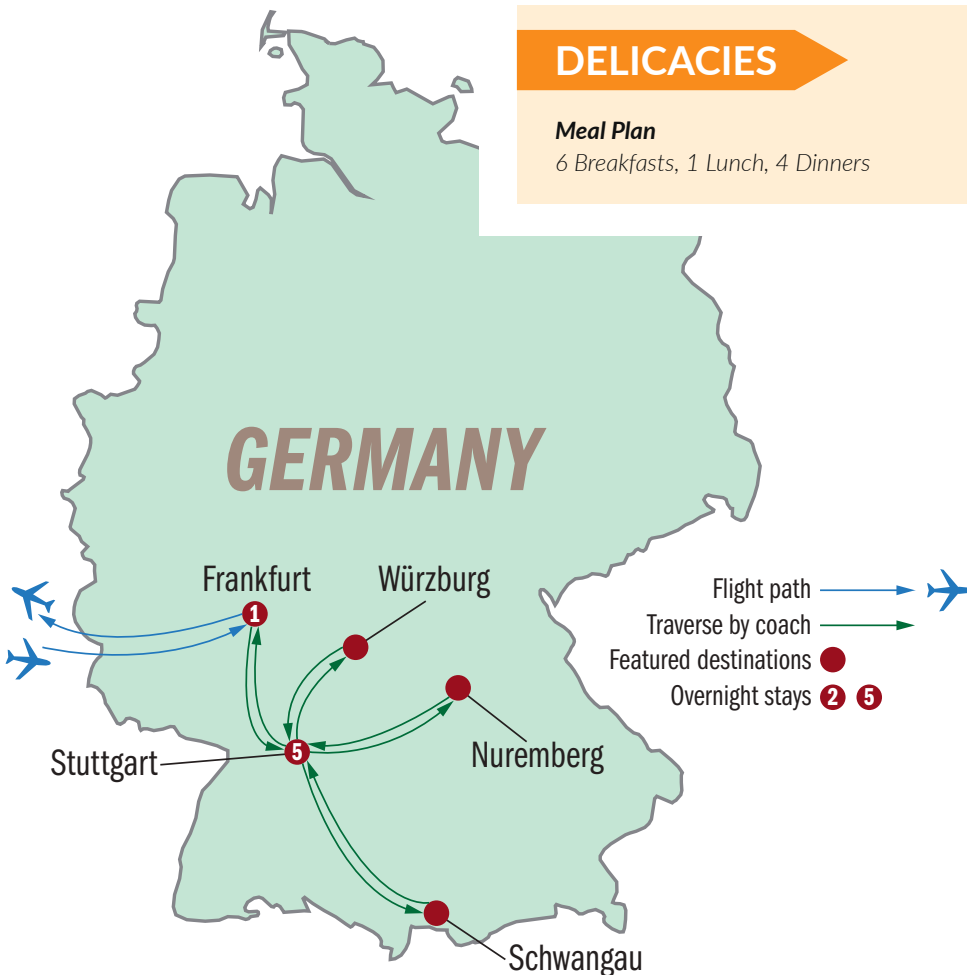 DELICACIES
Meal Plan
6 Breakfasts, 1 Lunch, 4 Dinners
GERMANY
Frankfurt
Würzburg
1
Flight path
Traverse by coach
Featured destinations
Overnight stays 2 5
Stuttgart
5
Nuremberg
Schwangau